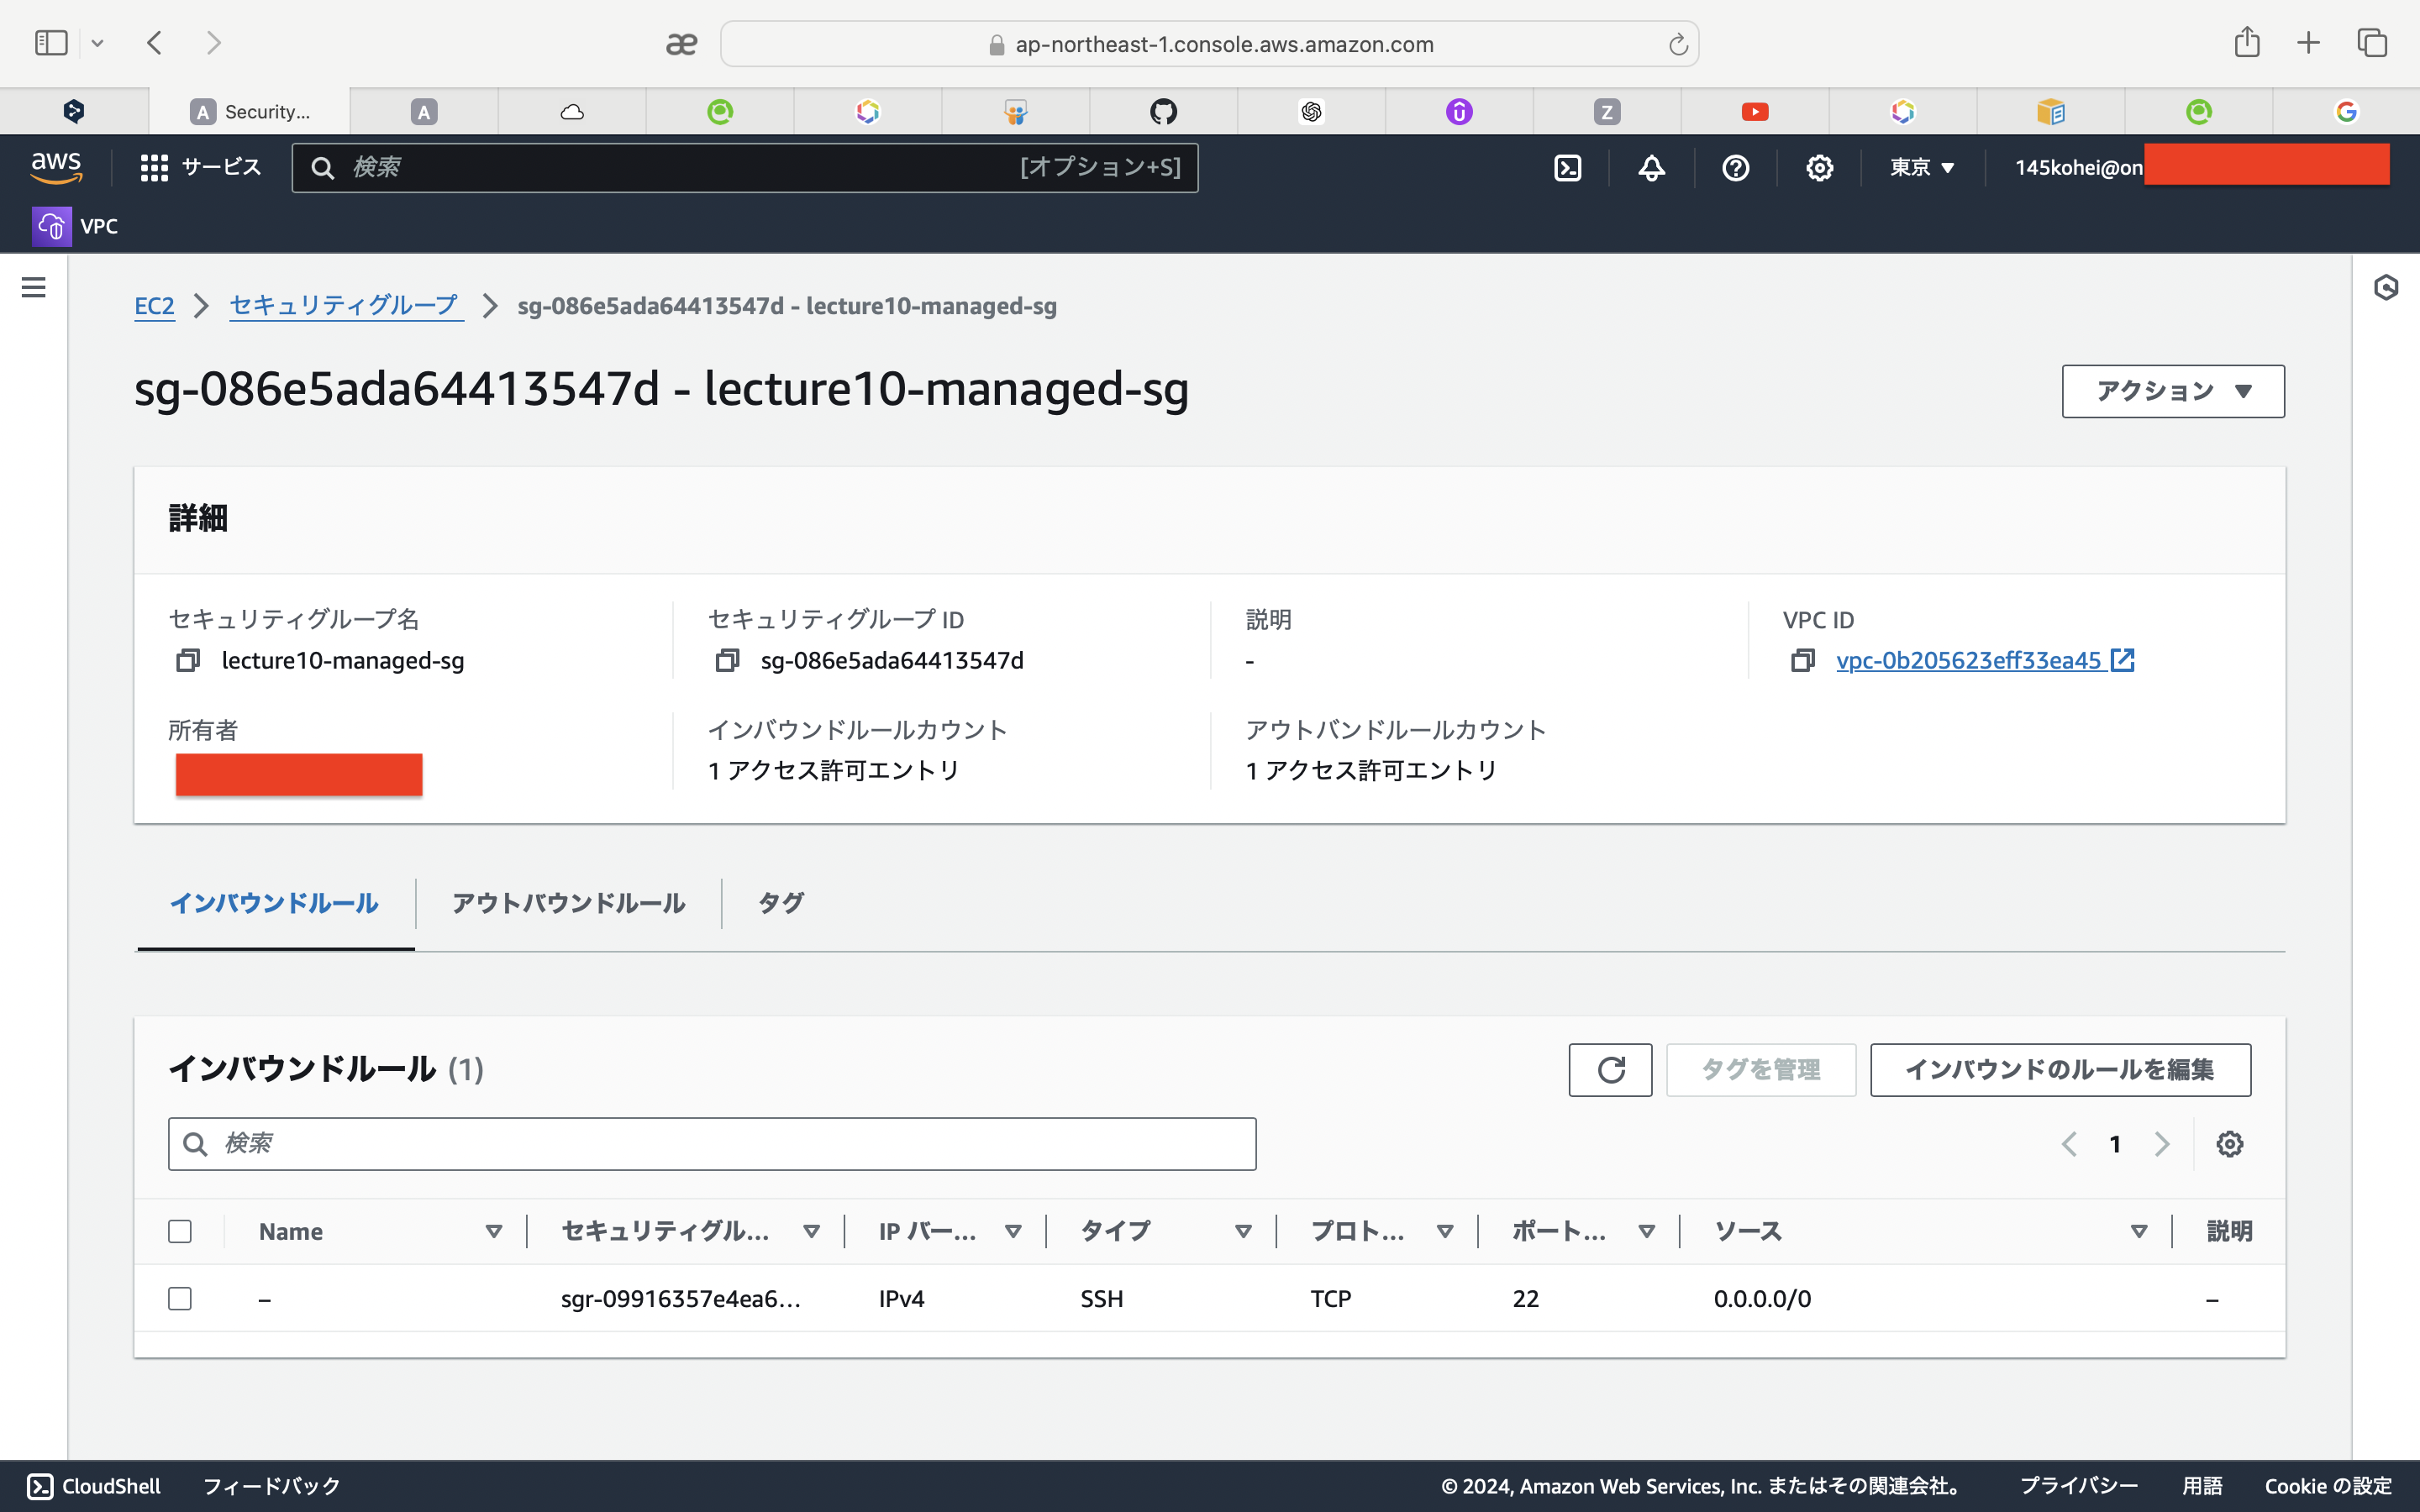 ap-northeast-1.console.aws.amazon.com
A Security... A Z
aws サービス 検索 [オプション+S] 東京 145kohei@on
VPC
EC2 セキュリティグループ sg-086e5ada64413547d - lecture10-managed-sg
sg-086e5ada64413547d - lecture10-managed-sg
アクション
詳細
セキュリティグループ名 セキュリティグループ ID 説明 VPC ID
lecture10-managed-sg sg-086e5ada64413547d - vpc-0b205623eff33ea45
所有者 インバウンドルールカウント アウトバンドルールカウント
1 アクセス許可エントリ 1 アクセス許可エントリ
インバウンドルール アウトバウンドルール タグ
インバウンドルール (1) タグを管理 インバウンドのルールを編集
検索 1
Name セキュリティグル... IP バー... タイプ プロト... ポート... ソース 説明
– sgr-09916357e4ea6... IPv4 SSH TCP 22 0.0.0.0/0 –
CloudShell フィードバック © 2024, Amazon Web Services, Inc. またはその関連会社。 プライバシー 用語 Cookie の設定